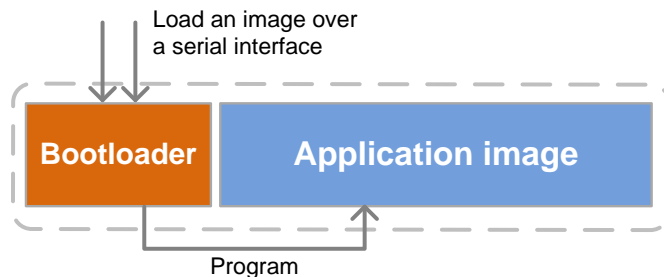 Load an image over
a serial interface
Bootloader
Application image
Program